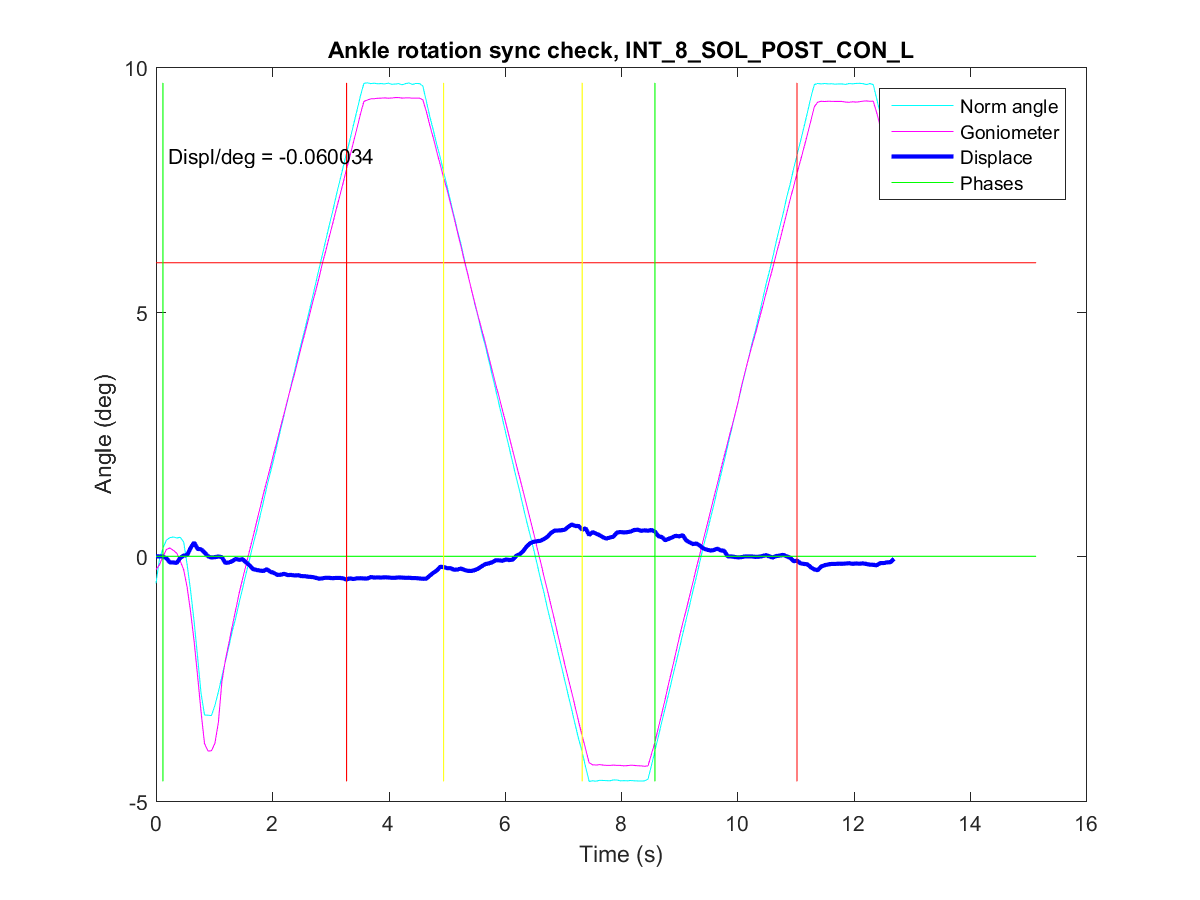 Ankle rotation sync check, INT_8_SOL_POST_CON_L
10
Norm angle
Goniometer
Displace
Phases
Displ/deg = -0.060034
5
Angle (deg)
0
-5
0 2 4 6 8 10 12 14 16
Time (s)